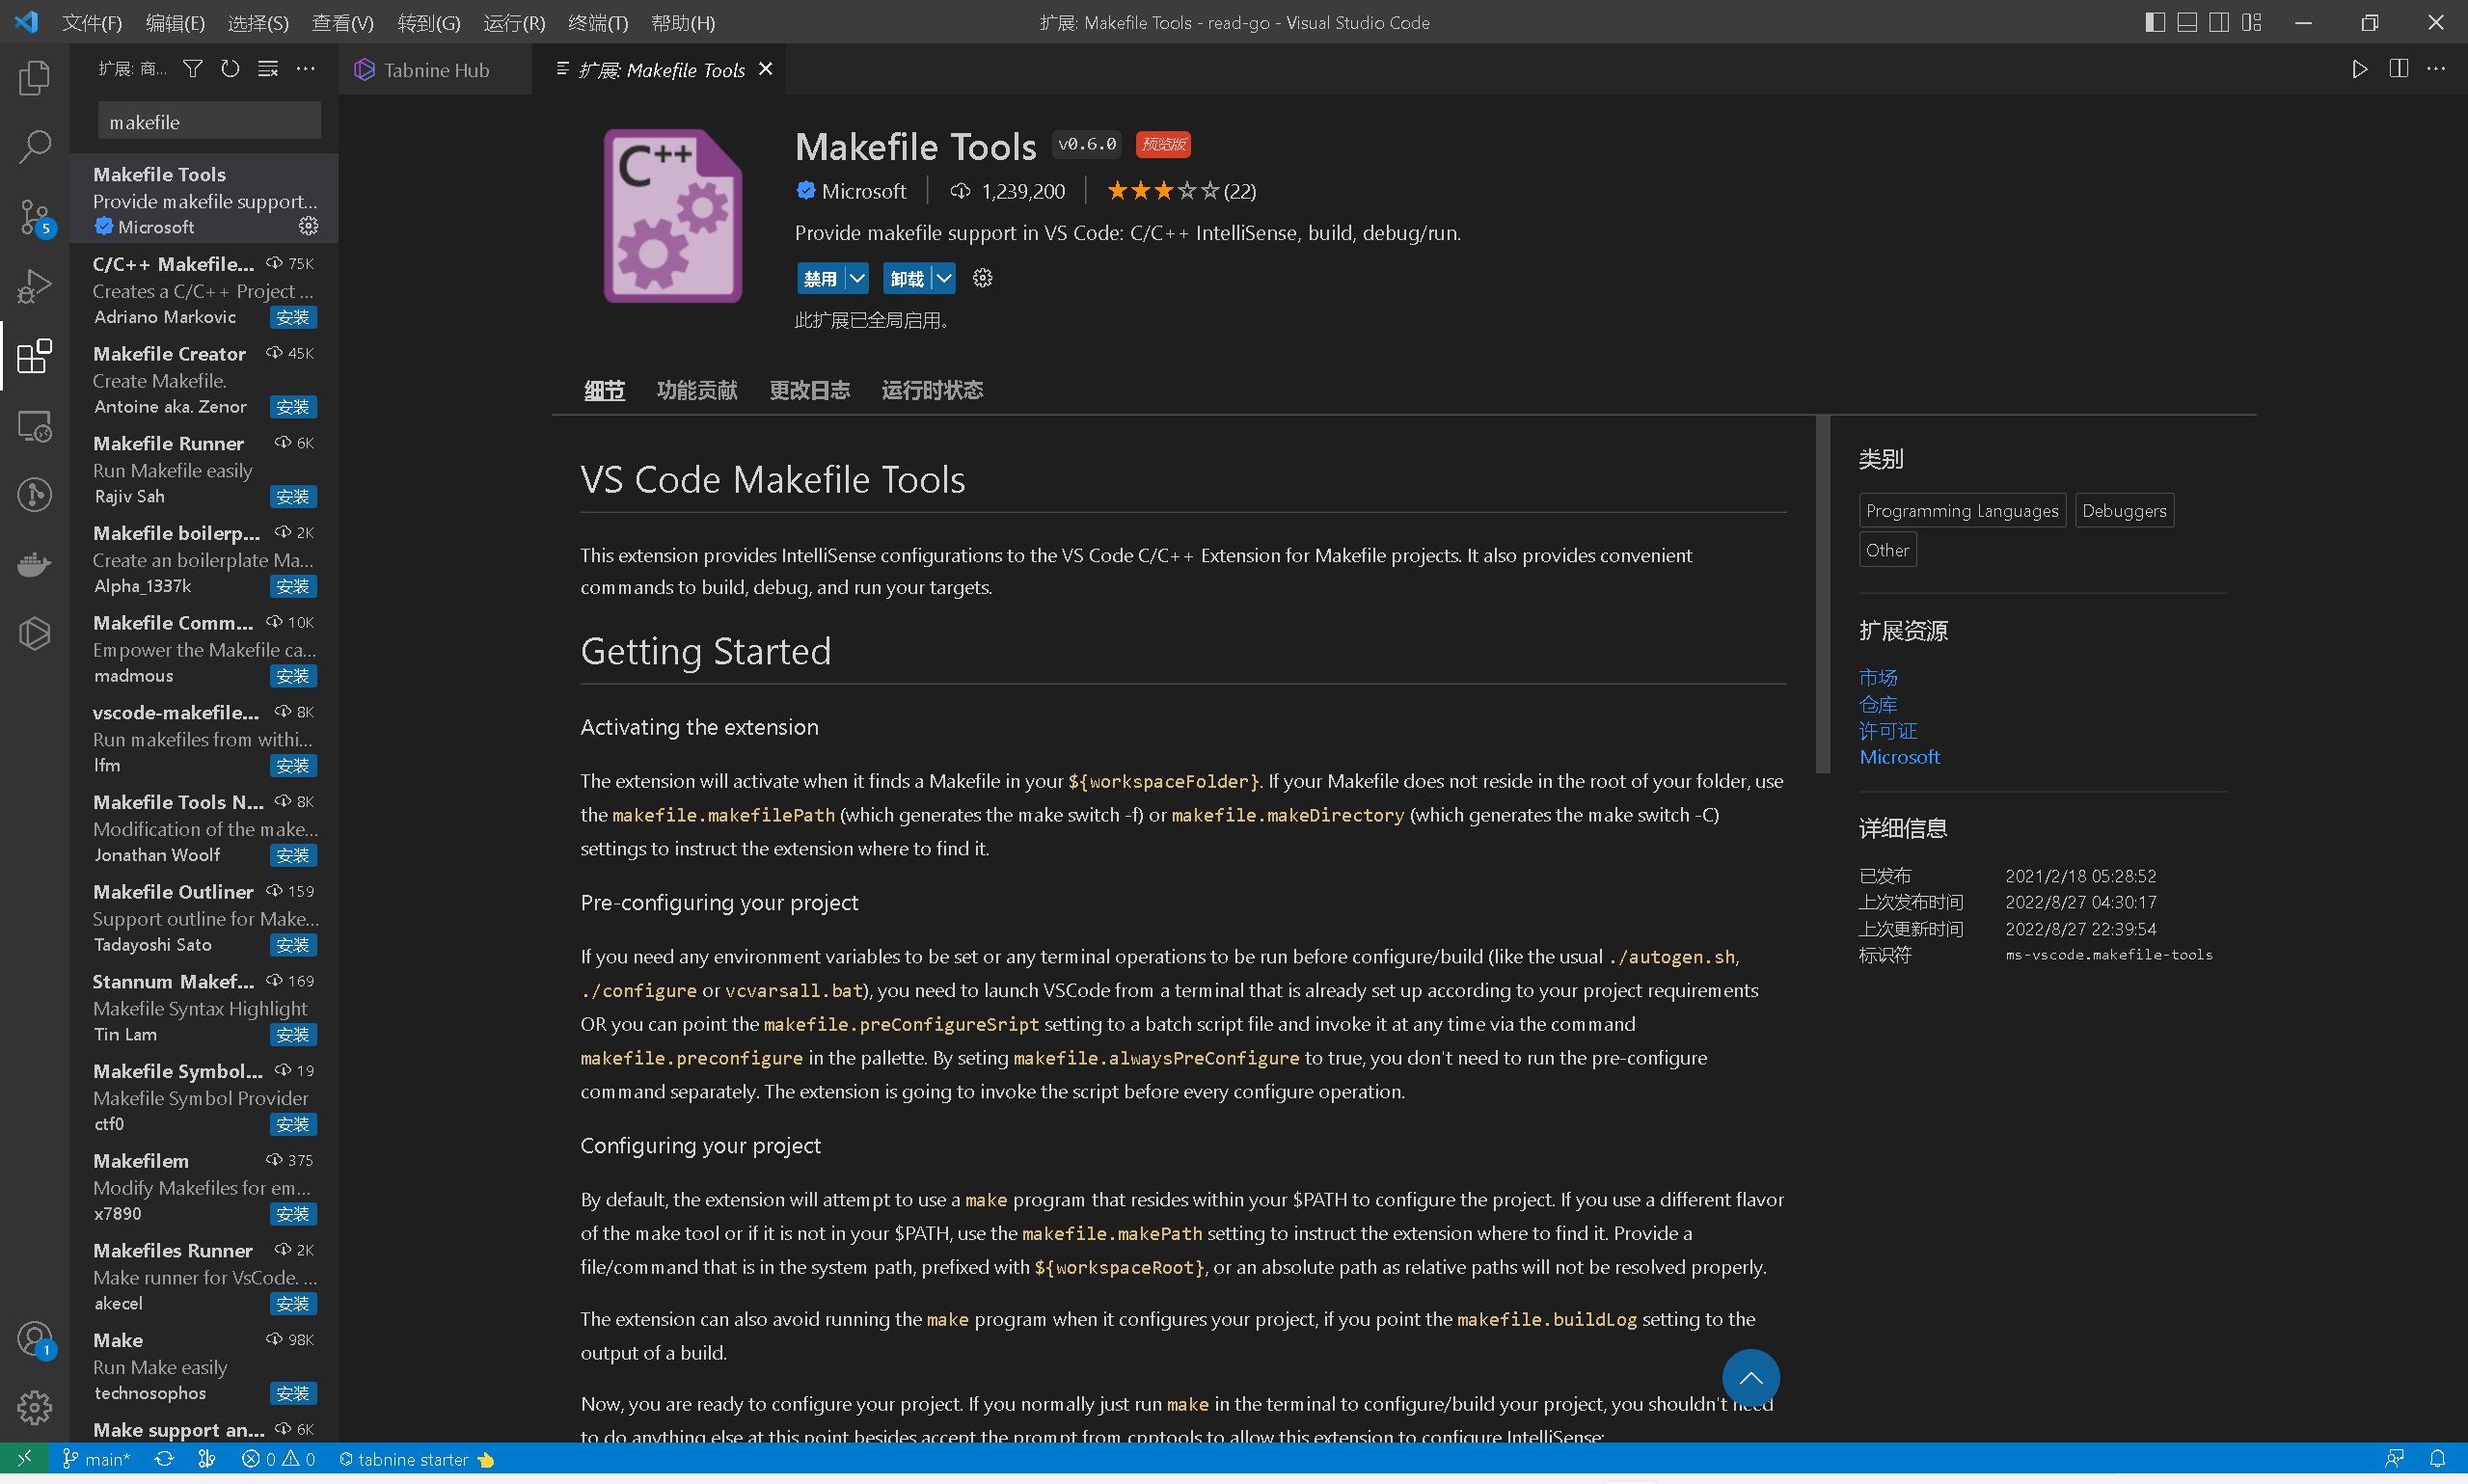 文件(F) 编辑(E) 选择(S) 查看(V) 转到(G) 运行(R) 终端(T) 帮助(H)
扩展: Makefile Tools - read-go - Visual Studio Code
扩展: 商...
Tabnine Hub
扩展: Makefile Tools
makefile
Makefile Tools
Provide makefile support...
Microsoft
C/C++ Makefile... 75K
Creates a C/C++ Project ...
Adriano Markovic 安装
Makefile Creator 45K
Create Makefile.
Antoine aka. Zenor 安装
Makefile Runner 6K
Run Makefile easily
Rajiv Sah 安装
Makefile boilerp... 2K
Create an boilerplate Ma...
Alpha_1337k 安装
Makefile Comm... 10K
Empower the Makefile ca...
madmous 安装
vscode-makefile... 8K
Run makefiles from withi...
lfm 安装
Makefile Tools N... 8K
Modification of the make...
Jonathan Woolf 安装
Makefile Outliner 159
Support outline for Make...
Tadayoshi Sato 安装
Stannum Makef... 169
Makefile Syntax Highlight
Tin Lam 安装
Makefile Symbol... 19
Makefile Symbol Provider
ctf0 安装
Makefilem 375
Modify Makefiles for em...
x7890 安装
Makefiles Runner 2K
Make runner for VsCode. ...
akecel 安装
Make 98K
Run Make easily
technosophos 安装
Make support an... 6K
5
1
C++
Makefile Tools v0.6.0 预览版
Microsoft 1,239,200 (22)
Provide makefile support in VS Code: C/C++ IntelliSense, build, debug/run.
禁用 卸载
此扩展已全局启用。
细节 功能贡献 更改日志 运行时状态
VS Code Makefile Tools
This extension provides IntelliSense configurations to the VS Code C/C++ Extension for Makefile projects. It also provides convenient
commands to build, debug, and run your targets.
Getting Started
Activating the extension
The extension will activate when it finds a Makefile in your ${workspaceFolder}. If your Makefile does not reside in the root of your folder, use
the makefile.makefilePath (which generates the make switch -f) or makefile.makeDirectory (which generates the make switch -C)
settings to instruct the extension where to find it.
Pre-configuring your project
If you need any environment variables to be set or any terminal operations to be run before configure/build (like the usual ./autogen.sh,
./configure or vcvarsall.bat), you need to launch VSCode from a terminal that is already set up according to your project requirements
OR you can point the makefile.preConfigureSript setting to a batch script file and invoke it at any time via the command
makefile.preconfigure in the pallette. By seting makefile.alwaysPreConfigure to true, you don't need to run the pre-configure
command separately. The extension is going to invoke the script before every configure operation.
Configuring your project
By default, the extension will attempt to use a make program that resides within your $PATH to configure the project. If you use a different flavor
of the make tool or if it is not in your $PATH, use the makefile.makePath setting to instruct the extension where to find it. Provide a
file/command that is in the system path, prefixed with ${workspaceRoot}, or an absolute path as relative paths will not be resolved properly.
The extension can also avoid running the make program when it configures your project, if you point the makefile.buildLog setting to the
output of a build.
Now, you are ready to configure your project. If you normally just run make in the terminal to configure/build your project, you shouldn't need
to do anything else at this point besides accept the prompt from cpptools to allow this extension to configure IntelliSense:
类别
Programming Languages Debuggers
Other
扩展资源
市场
仓库
许可证
Microsoft
详细信息
已发布 2021/2/18 05:28:52
上次发布时间 2022/8/27 04:30:17
上次更新时间 2022/8/27 22:39:54
标识符 ms-vscode.makefile-tools
main* 0 0 tabnine starter